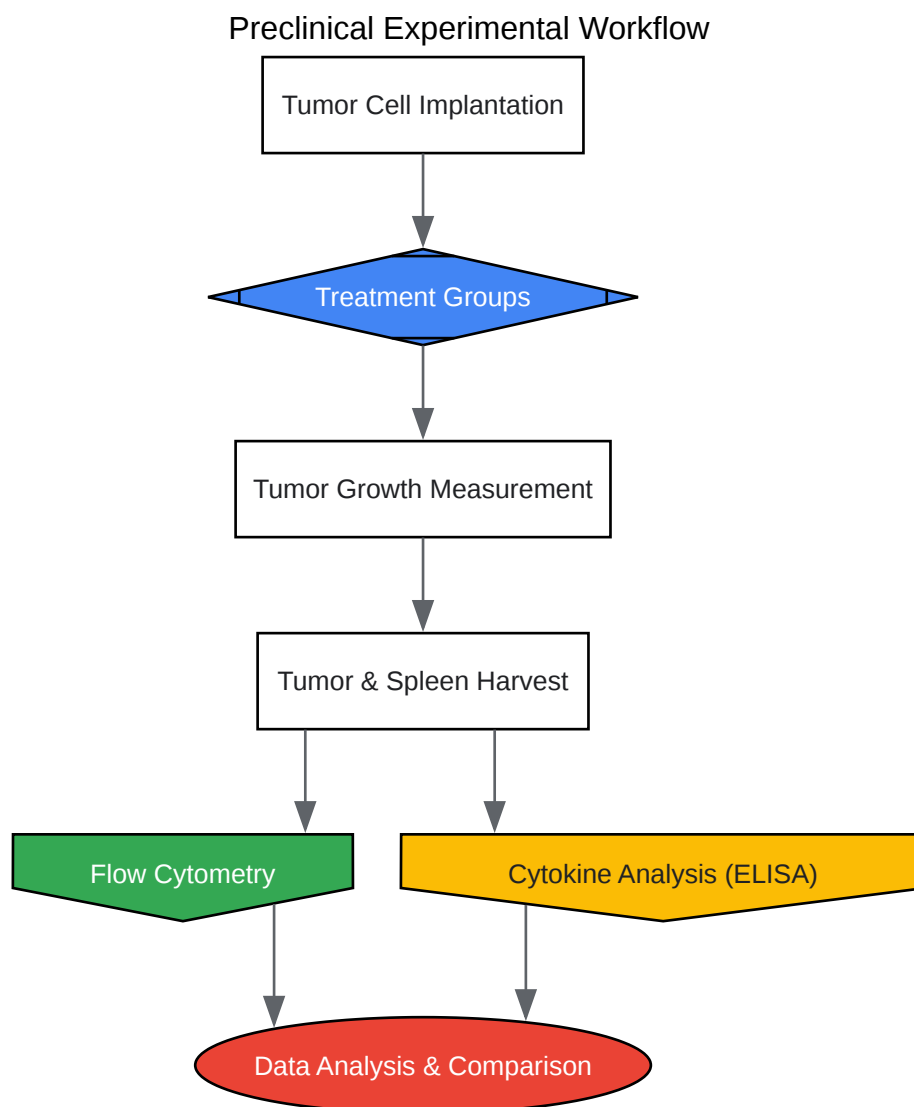 Preclinical Experimental Workflow
Tumor Cell Implantation
Treatment Groups
Tumor Growth Measurement
Tumor & Spleen Harvest
Flow Cytometry
Cytokine Analysis (ELISA)
Data Analysis & Comparison